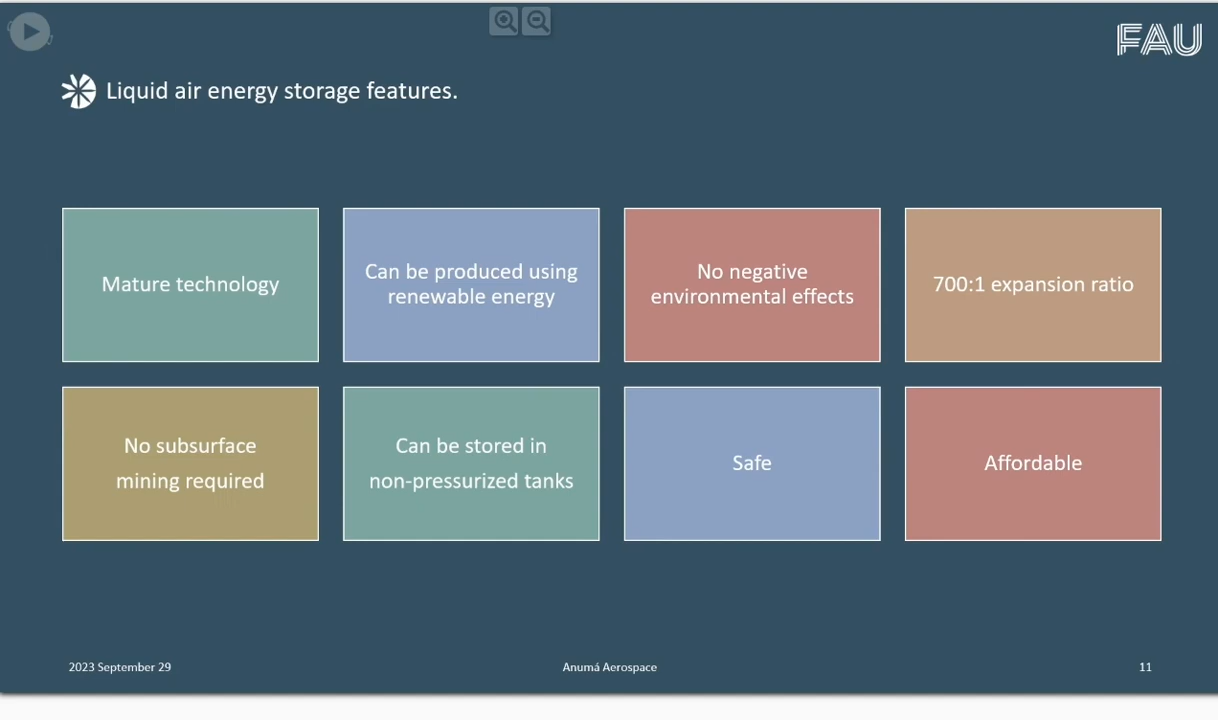 FAU
Liquid air energy storage features.
Mature technology
Can be produced using
renewable energy
No negative
environmental effects
700:1 expansion ratio
No subsurface
mining required
Can be stored in
non-pressurized tanks
Safe
Affordable
2023 September 29
Anumá Aerospace
11